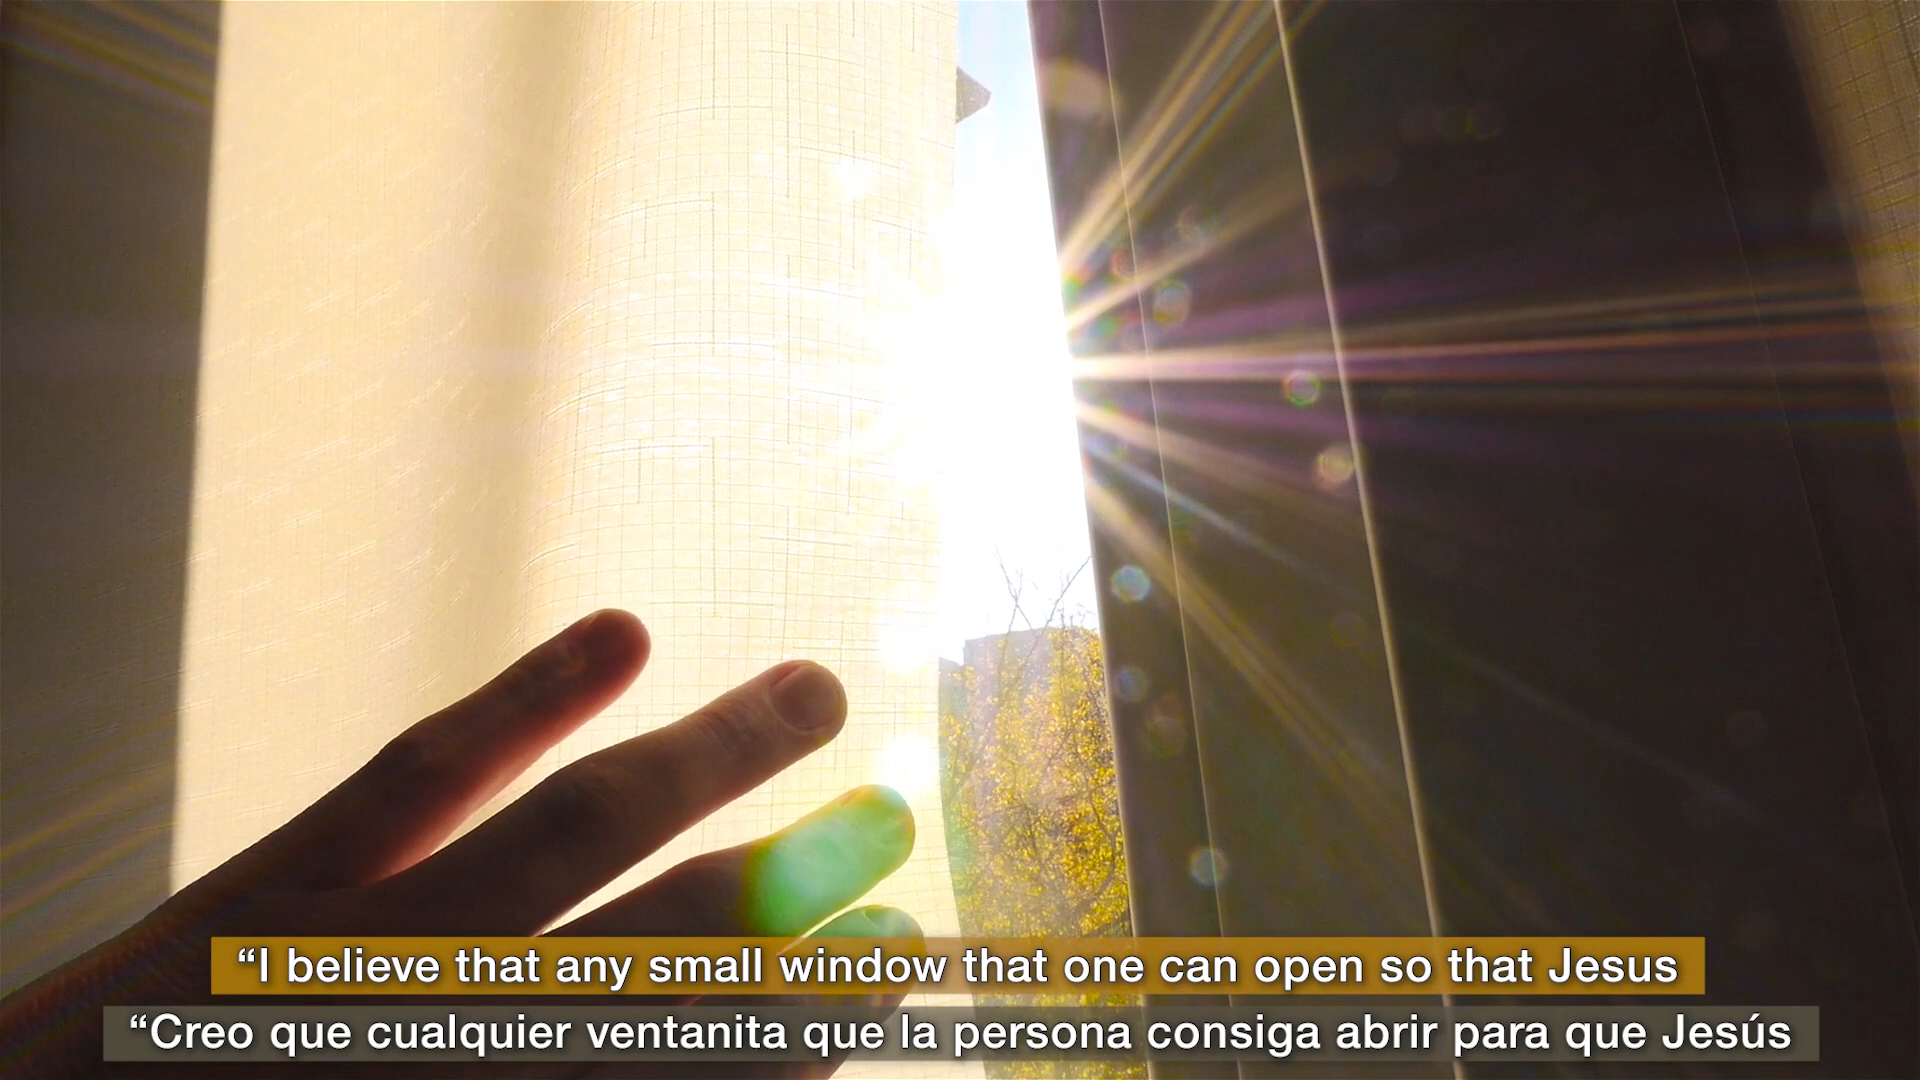 “I believe that any small window that one can open so that Jesus
“Creo que cualquier ventanita que la persona consiga abrir para que Jesús